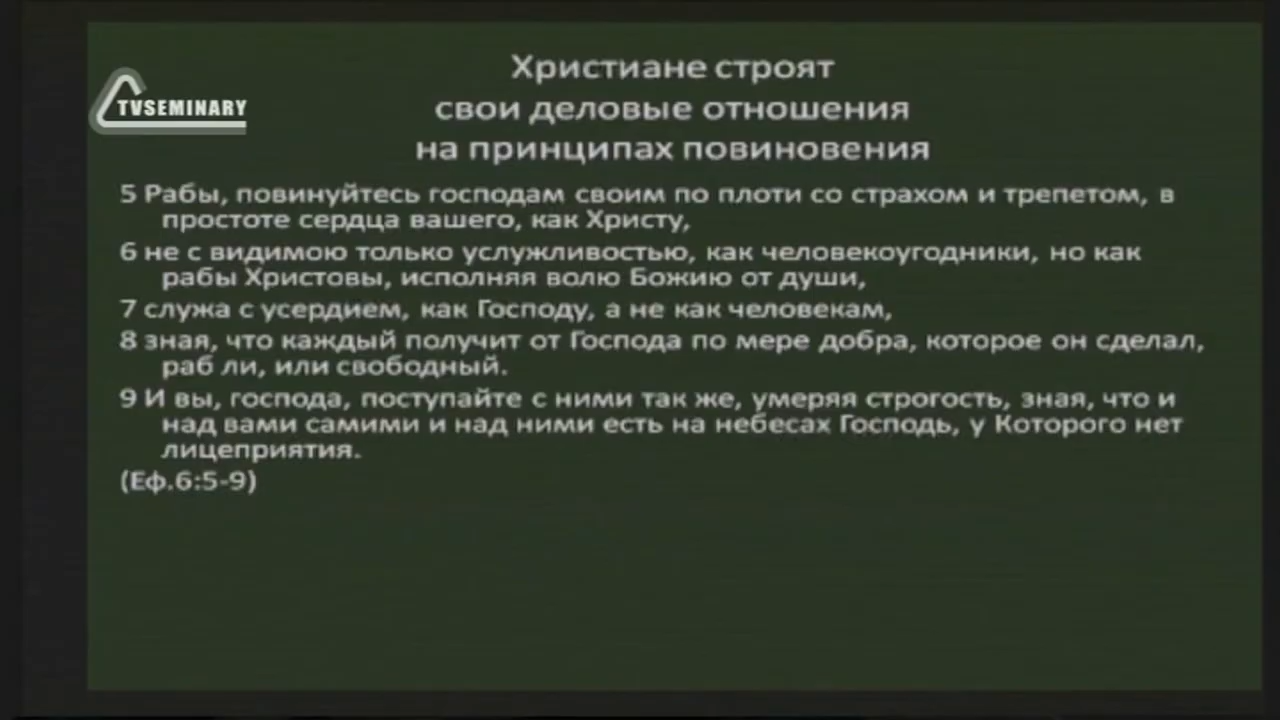 Христиане строят
свои деловые отношения
на принципах повиновения
TVSEMINARY
5 Рабы, повинуйтесь господам своим по плоти со страхом и трепетом, в
простоте сердца вашего, как Христу,
6 не с видимою только услужливостью, как человекоугодники, но как
рабы Христовы, исполняя волю Божию от души,
7 служа с усердием, как Господу, а не как человекам,
8 зная, что каждый получит от Господа по мере добра, которое он сделал,
раб ли, или свободный.
9 И вы, господа, поступайте с ними так же, умеряя строгость, зная, что и
над вами самими и над ними есть на небесах Господь, у Которого нет
лицеприятия.
(Еф.6:5-9)